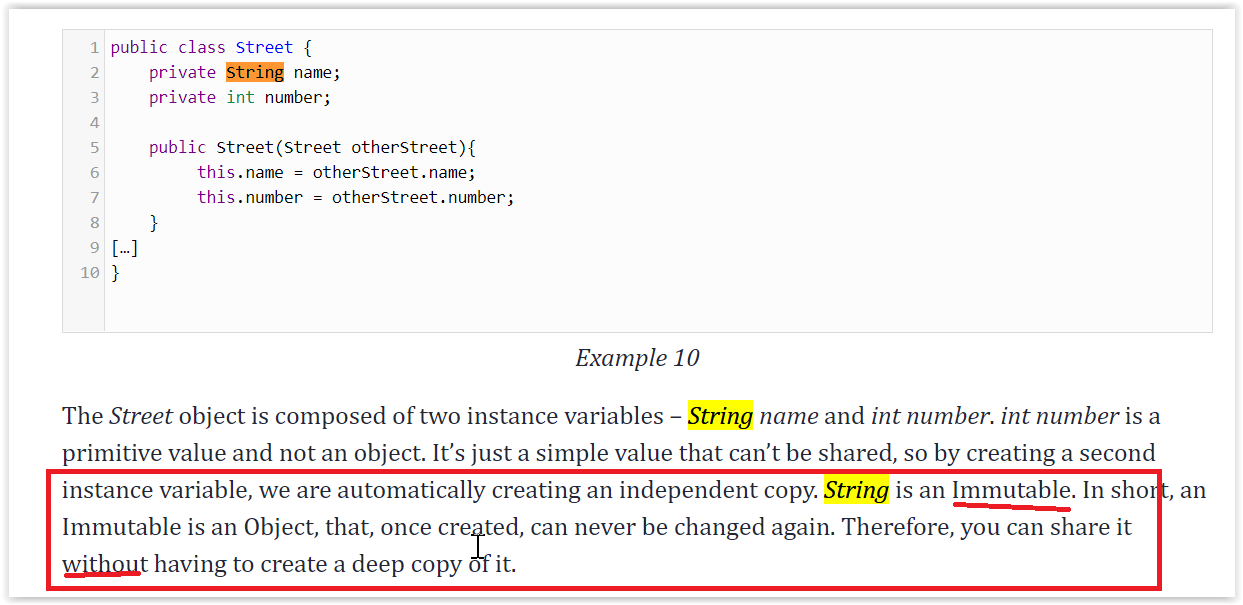 1 public class Street {
2 private String name;
3 private int number;
4
5 public Street(Street otherStreet){
6 this.name = otherStreet.name;
7 this.number = otherStreet.number;
8 }
9 […]
10 }
Example 10
The Street object is composed of two instance variables – String name and int number. int number is a
primitive value and not an object. It’s just a simple value that can’t be shared, so by creating a second
instance variable, we are automatically creating an independent copy. String is an Immutable. In short, an
Immutable is an Object, that, once created, can never be changed again. Therefore, you can share it
without having to create a deep copy of it.